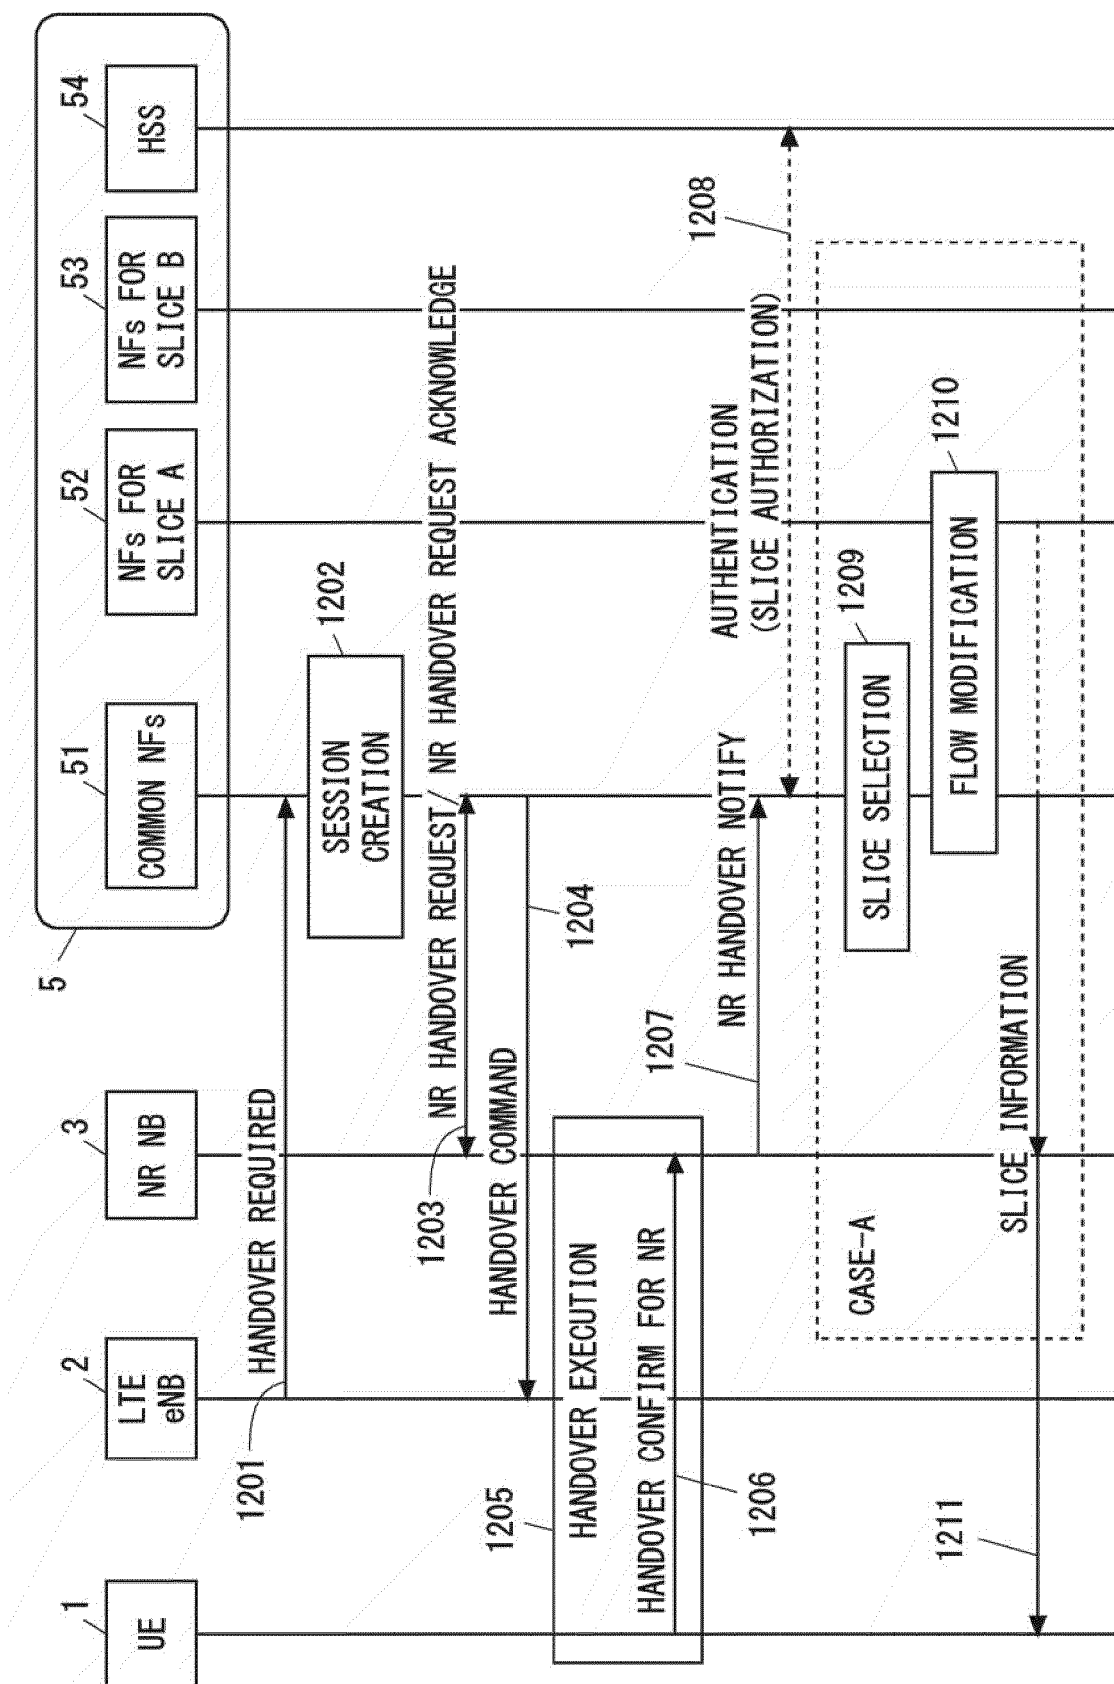 5
1
UE
2
LTE
eNB
3
NR NB
51
COMMON NFs
52
NFs FOR
SLICE A
53
NFs FOR
SLICE B
54
HSS
HANDOVER REQUIRED
1201
SESSION
CREATION
1202
NR HANDOVER REQUEST / NR HANDOVER REQUEST ACKNOWLEDGE
1203
HANDOVER COMMAND
1204
1205
HANDOVER EXECUTION
HANDOVER CONFIRM FOR NR
1206
NR HANDOVER NOTIFY
1207
AUTHENTICATION
(SLICE AUTHORIZATION)
1208
CASE-A
SLICE SELECTION
1209
FLOW MODIFICATION
1210
SLICE INFORMATION
1211